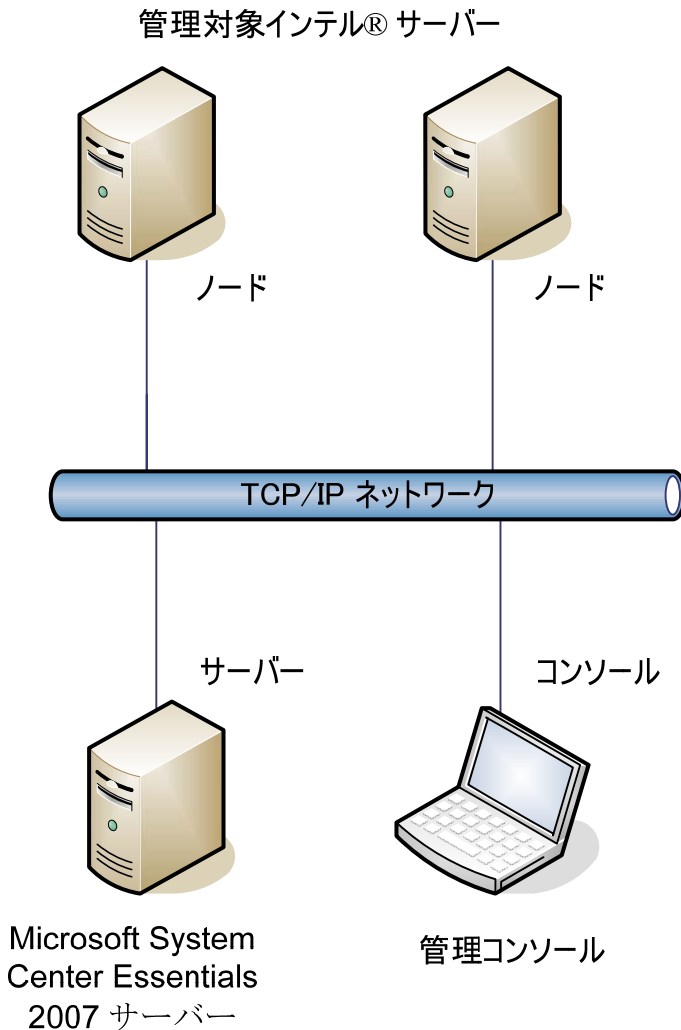 管理対象インテル® サーバー
ノード
ノード
TCP/IP ネットワーク
サーバー
コンソール
Microsoft System
Center Essentials
2007 サーバー
管理コンソール